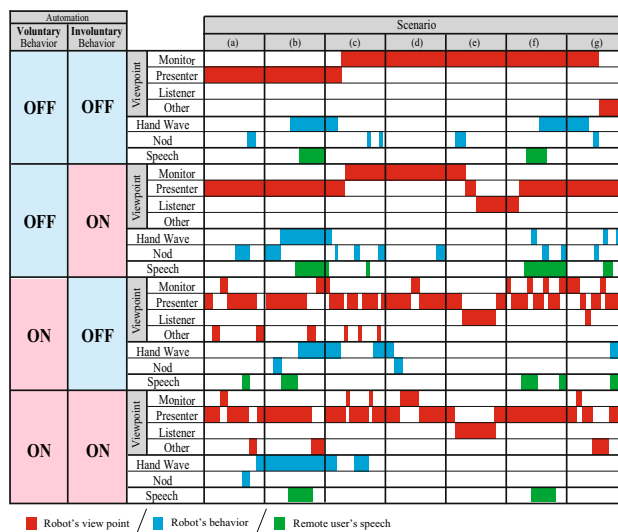 Automation
Scenario
Voluntary Behavior
Involuntary Behavior
(a) (b) (c) (d) (e) (f) (g)
OFF OFF
Viewpoint
Monitor
Presenter
Listener
Other
Hand Wave
Nod
Speech
OFF ON
Viewpoint
Monitor
Presenter
Listener
Other
Hand Wave
Nod
Speech
ON OFF
Viewpoint
Monitor
Presenter
Listener
Other
Hand Wave
Nod
Speech
ON ON
Viewpoint
Monitor
Presenter
Listener
Other
Hand Wave
Nod
Speech
Robot's view point / Robot's behavior / Remote user's speech